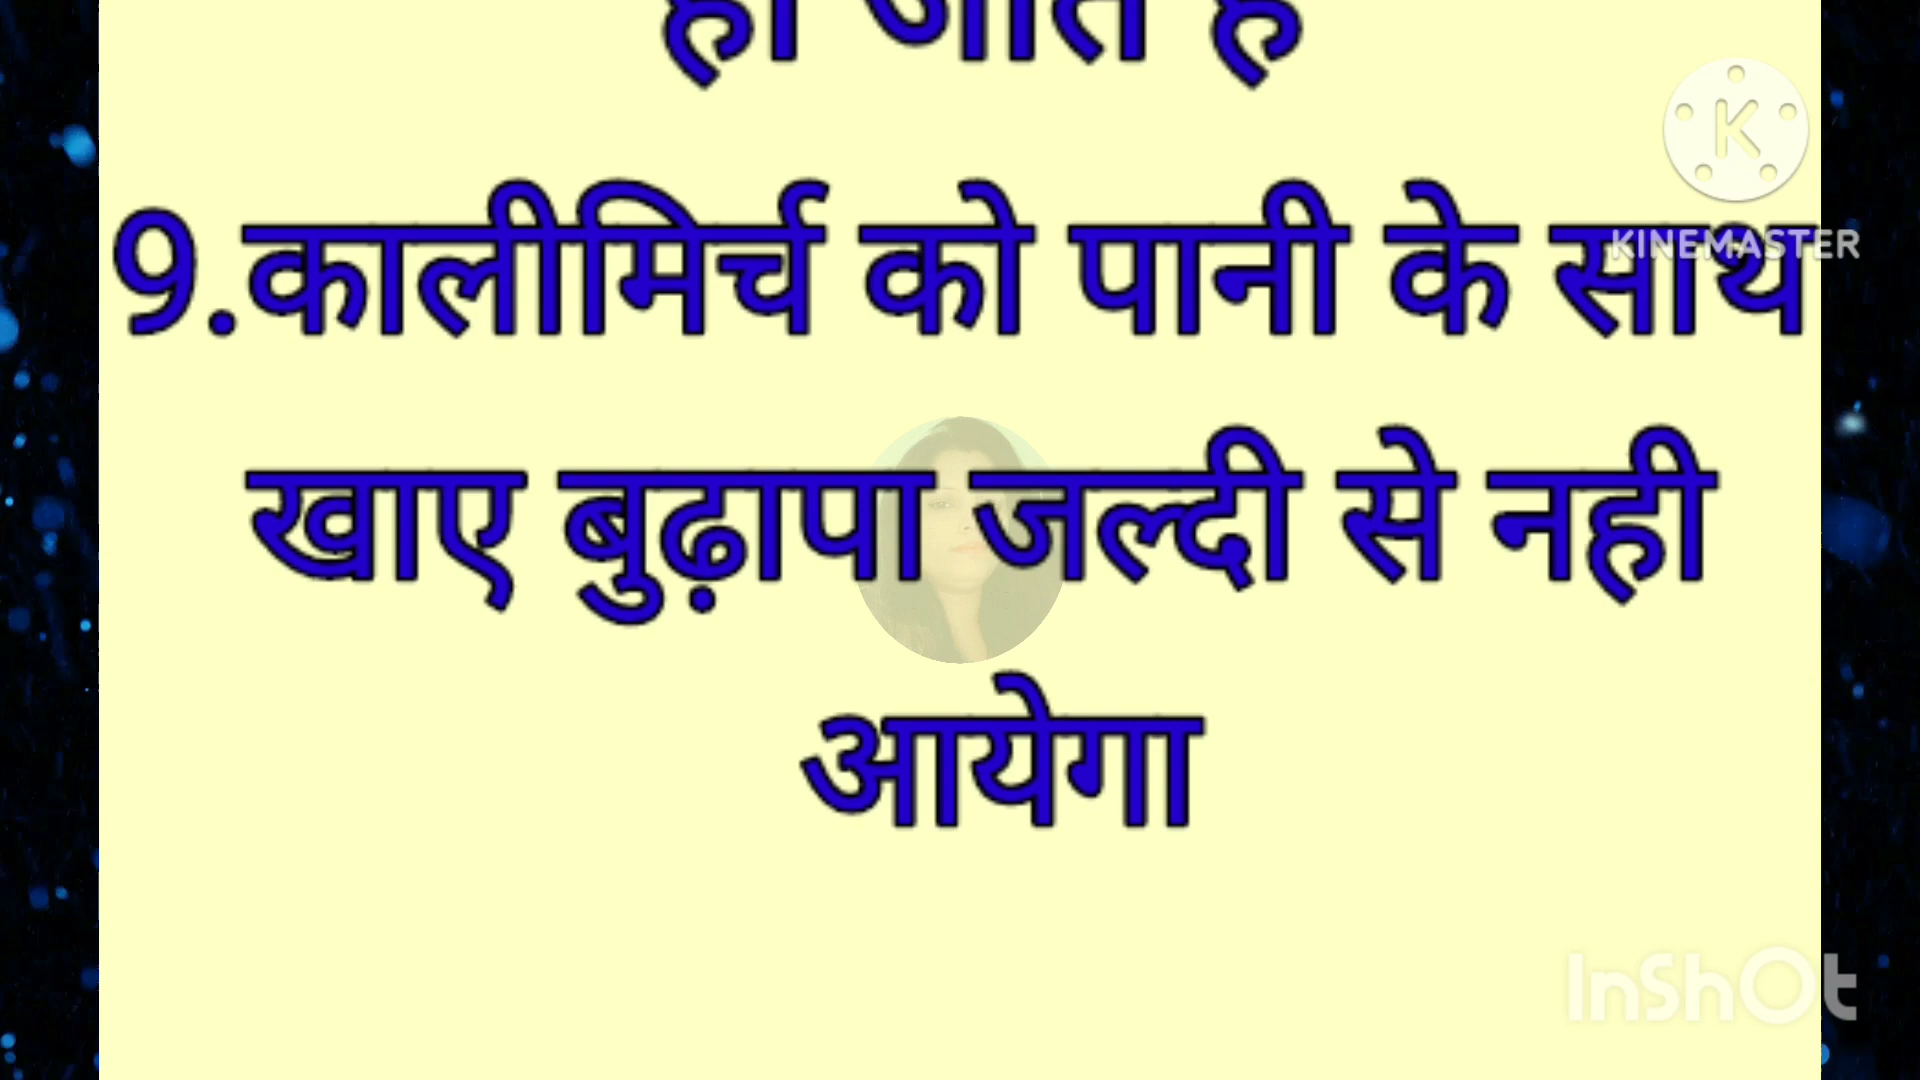 हो जाते है
9.कालीमिर्च को पानी के साथ
खाए बुढ़ापा जल्दी से नही
आयेगा
K
KINEMASTER
InShOt